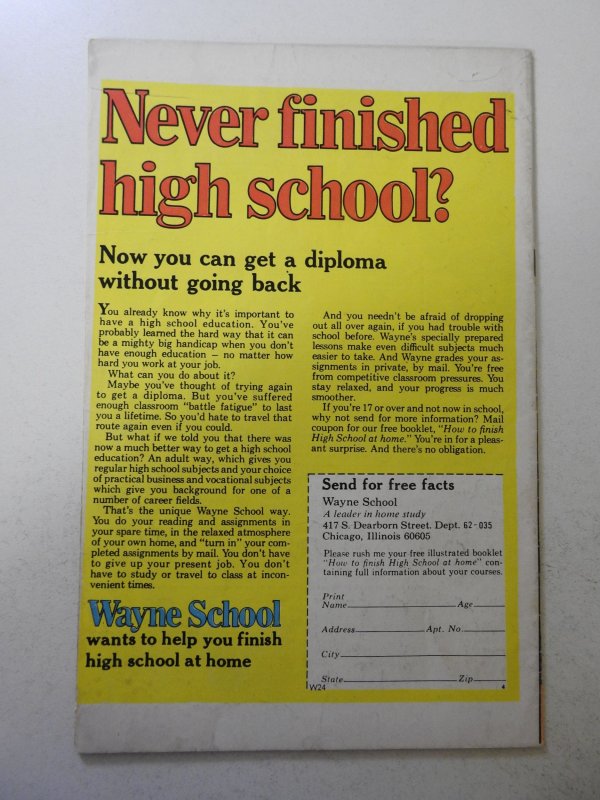 Never finished
high school?
Now you can get a diploma
without going back
You already know why it's important to
have a high school education. You've
probably learned the hard way that it can
be a mighty big handicap when you don't
have enough education – no matter how
hard you work at your job.
What can you do about it?
Maybe you've thought of trying again
to get a diploma. But you've suffered
enough classroom "battle fatigue" to last
you a lifetime. So you'd hate to travel that
route again even if you could.
But what if we told you that there was
now a much better way to get a high school
education? An adult way, which gives you
regular high school subjects and your choice
of practical business and vocational subjects
which give you background for one of a
number of career fields.
That's the unique Wayne School way.
You do your reading and assignments in
your spare time, in the relaxed atmosphere
of your own home, and "turn in" your com-
pleted assignments by mail. You don't have
to give up your present job. You don't
have to study or travel to class at incon-
venient times.
Wayne School
wants to help you finish
high school at home
And you needn't be afraid of dropping
out all over again, if you had trouble with
school before. Wayne's specially prepared
lessons make even difficult subjects much
easier to take. And Wayne grades your as-
signments in private, by mail. You're free
from competitive classroom pressures. You
stay relaxed, and your progress is much
smoother.
If you're 17 or over and not now in school,
why not send for more information? Mail
coupon for our free booklet, "How to finish
High School at home." You're in for a pleas-
ant surprise. And there's no obligation.
Send for free facts
Wayne School
A leader in home study
417 S. Dearborn Street. Dept. 62-035
Chicago, Illinois 60605
Please rush me your free illustrated booklet
"How to finish High School at home" con-
taining full information about your courses.
Print
Name Age
Address Apt. No.
City
State Zip
W24 4